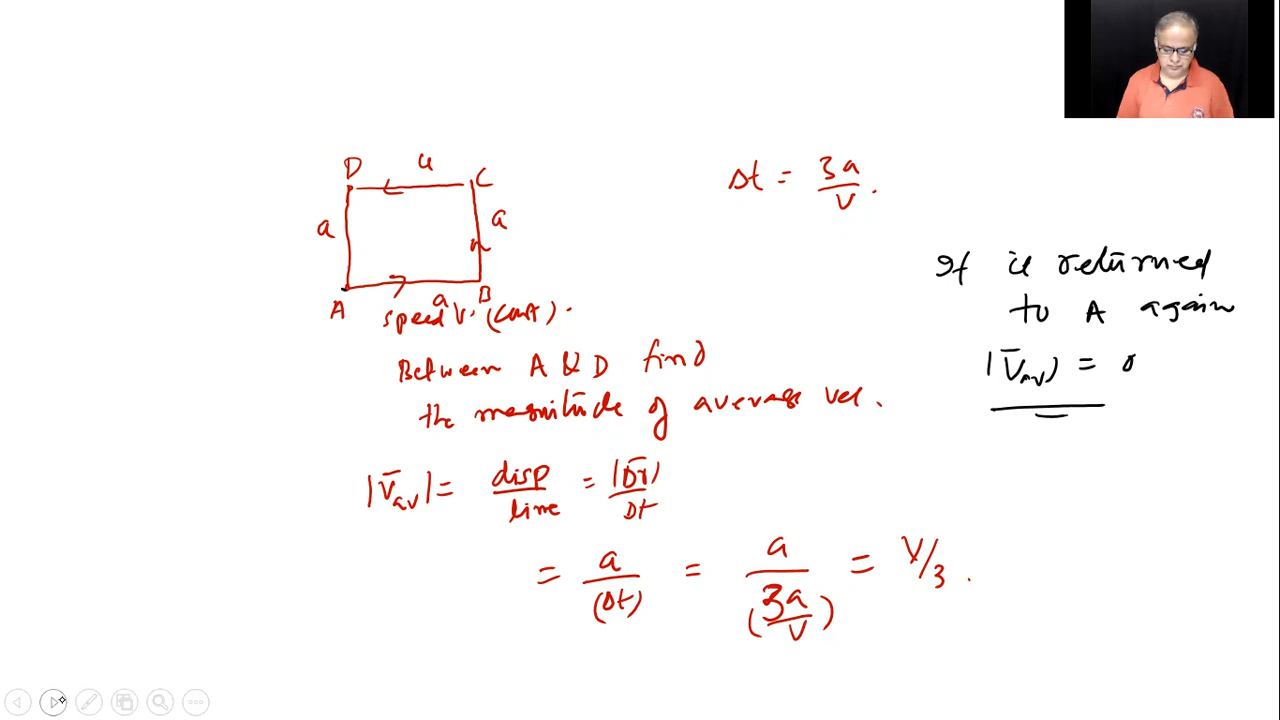 D a C
a a
A a B
speed v. (const).
Δt = 3a/v.
If is returned
to A again
|V̄av| = 0
Between A & D find
the magnitude of average vel.
|V̄av| = disp/time = |Δr̄|/Δt
= a/(Δt) = a/(3a/v) = v/3.